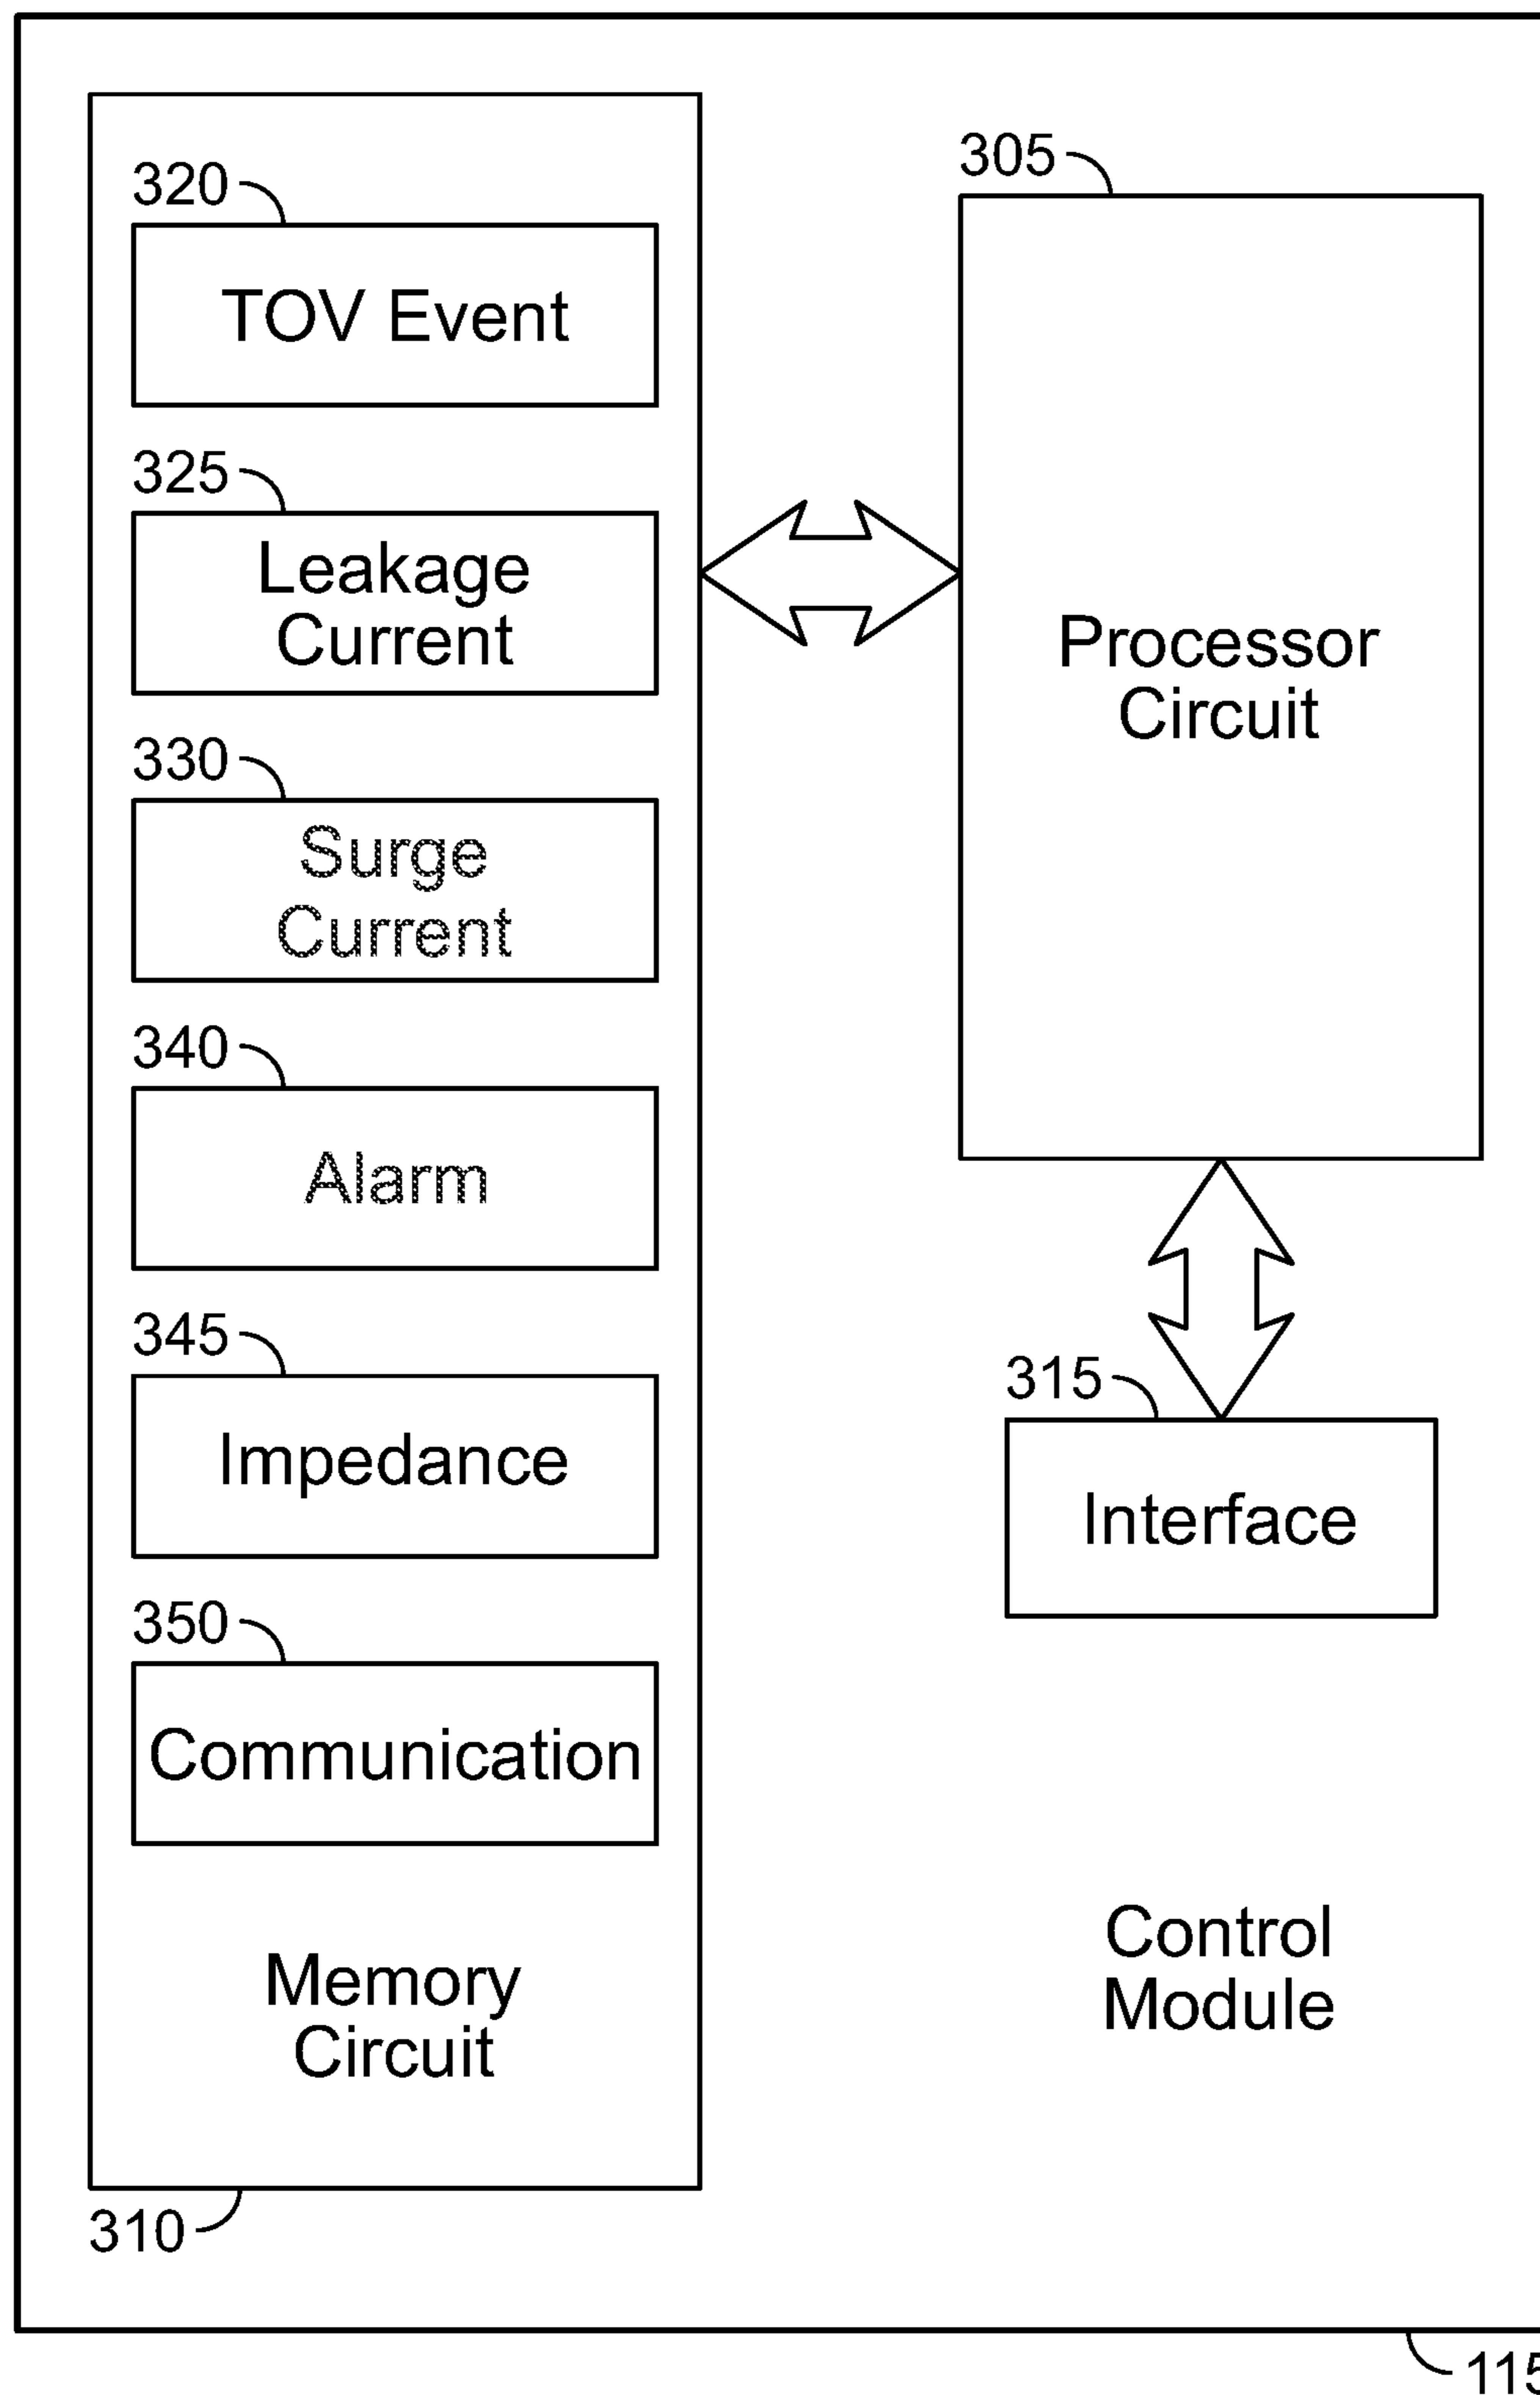 320
TOV Event
325
Leakage
Current
330
Surge
Current
340
Alarm
345
Impedance
350
Communication
Memory
Circuit
310
305
Processor
Circuit
315
Interface
Control
Module
115